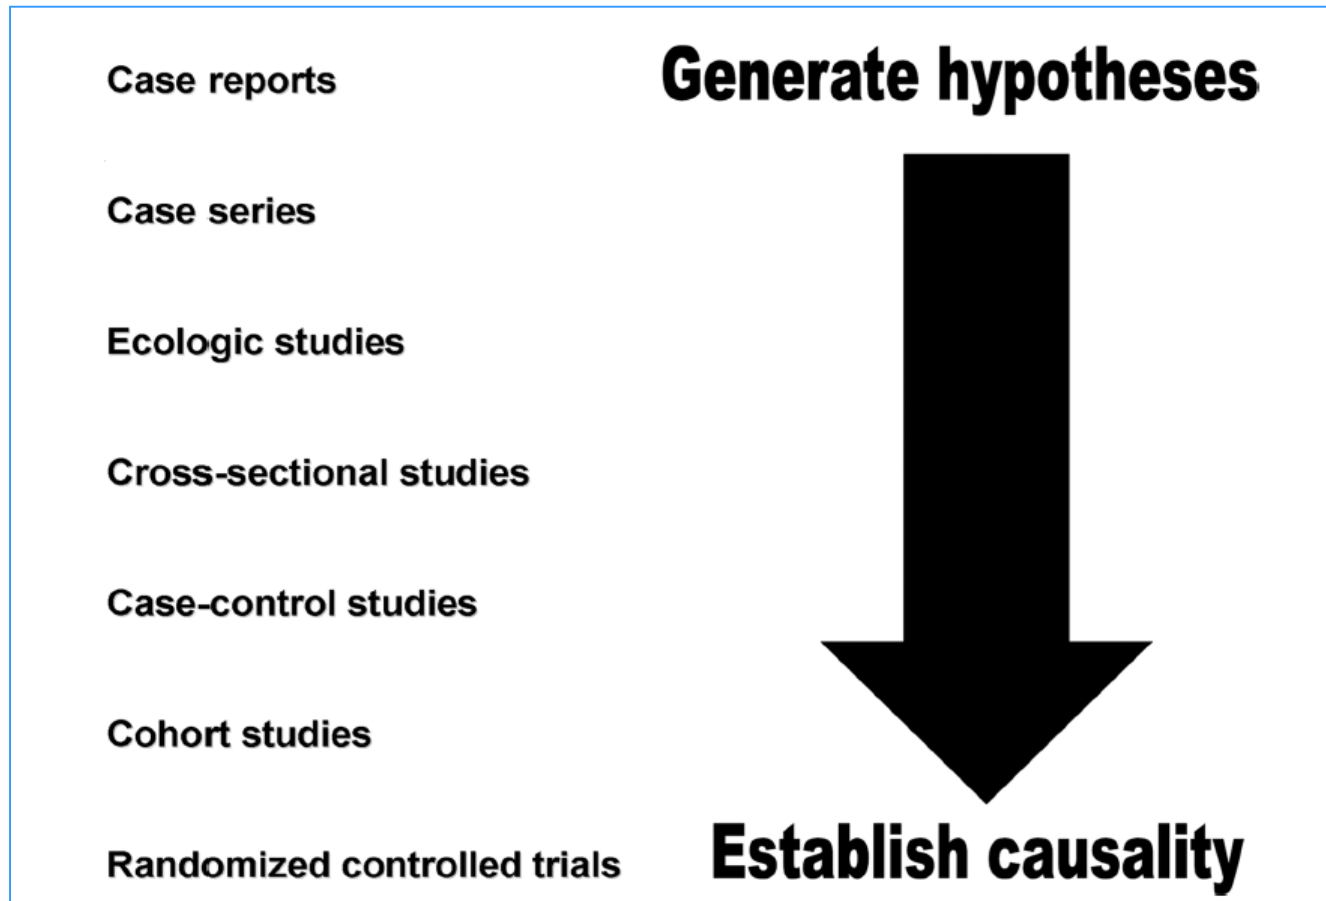 Case reports
Generate hypotheses
Case series
Ecologic studies
Cross-sectional studies
Case-control studies
Cohort studies
Randomized controlled trials
Establish causality